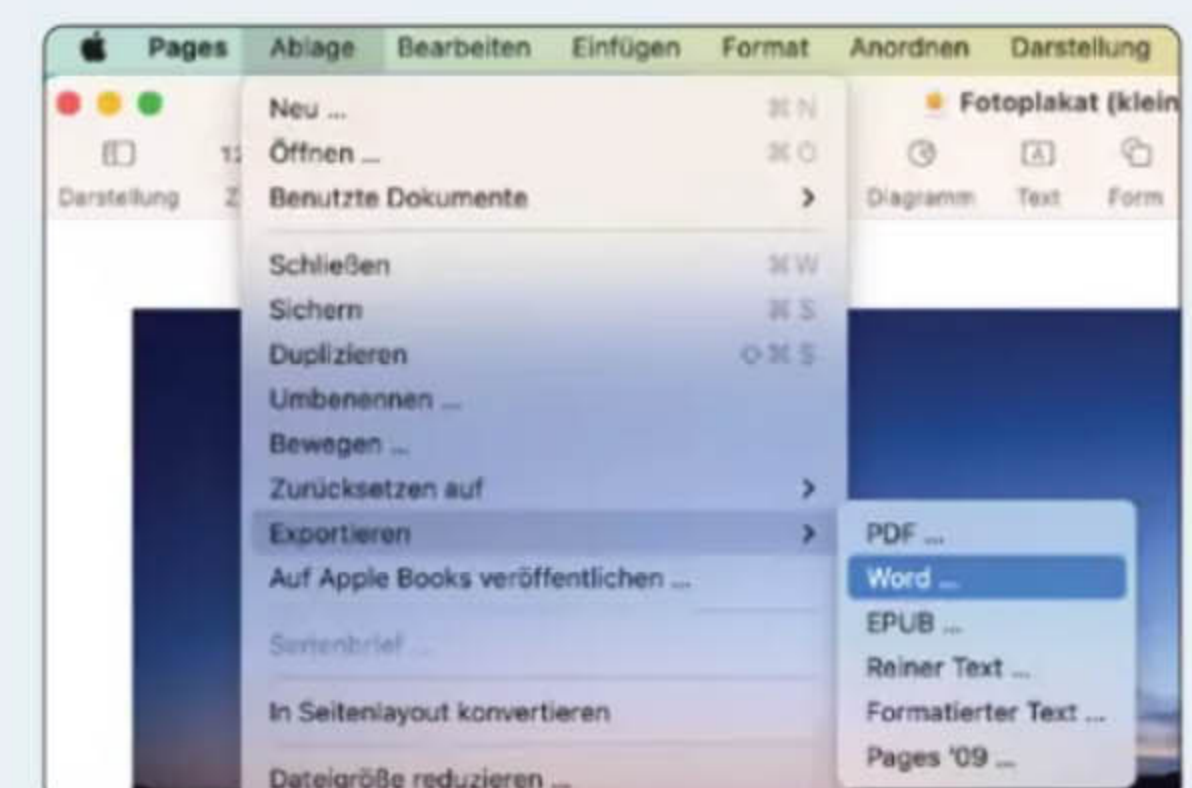 Pages Ablage Bearbeiten Einfügen Format Anordnen Darstellung
Fotoplakat (klein
Darstellung Z Diagramm Text Form
Neu ... ⌘N
Öffnen ... ⌘O
Benutzte Dokumente >
Schließen ⌘W
Sichern ⌘S
Duplizieren ⇧⌘S
Umbenennen ...
Bewegen ...
Zurücksetzen auf >
Exportieren >
Auf Apple Books veröffentlichen ...
Serienbrief ...
In Seitenlayout konvertieren
Dateigröße reduzieren ...
PDF ...
Word ...
EPUB ...
Reiner Text ...
Formatierter Text ...
Pages '09 ...